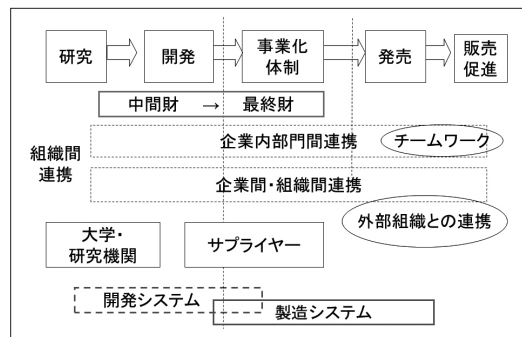 研究
開発
事業化
体制
発売
販売
促進
中間財 → 最終財
企業内部門間連携
チームワーク
組織間
連携
企業間・組織間連携
外部組織との連携
大学・
研究機関
サプライヤー
開発システム
製造システム